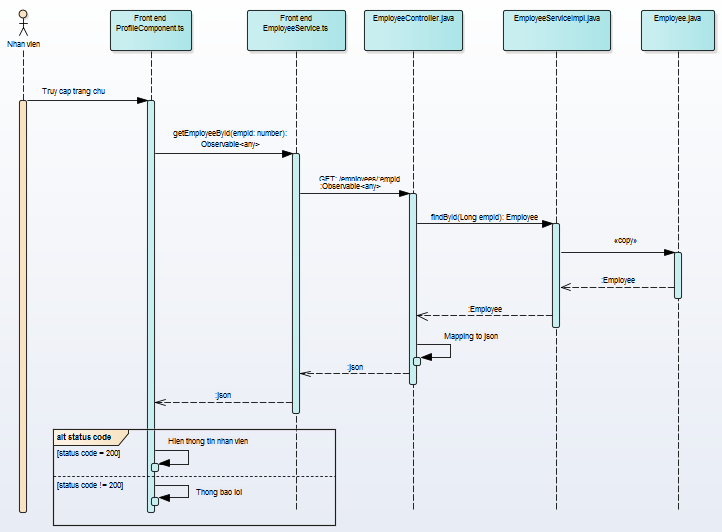 Front end
ProfileComponent.ts
Front end
EmployeeService.ts
EmployeeController.java
EmployeeServiceImpl.java
Employee.java
Nhan vien
Truy cap trang chu
getEmployeeById(empid: number):
Observable<any>
GET: /employees/:empid
:Observable<any>
findById(Long empid): Employee
«copy»
:Employee
:Employee
Mapping to json
:json
:json
alt status code
Hien thong tin nhan vien
[status code = 200]
[status code != 200]
Thong bao loi